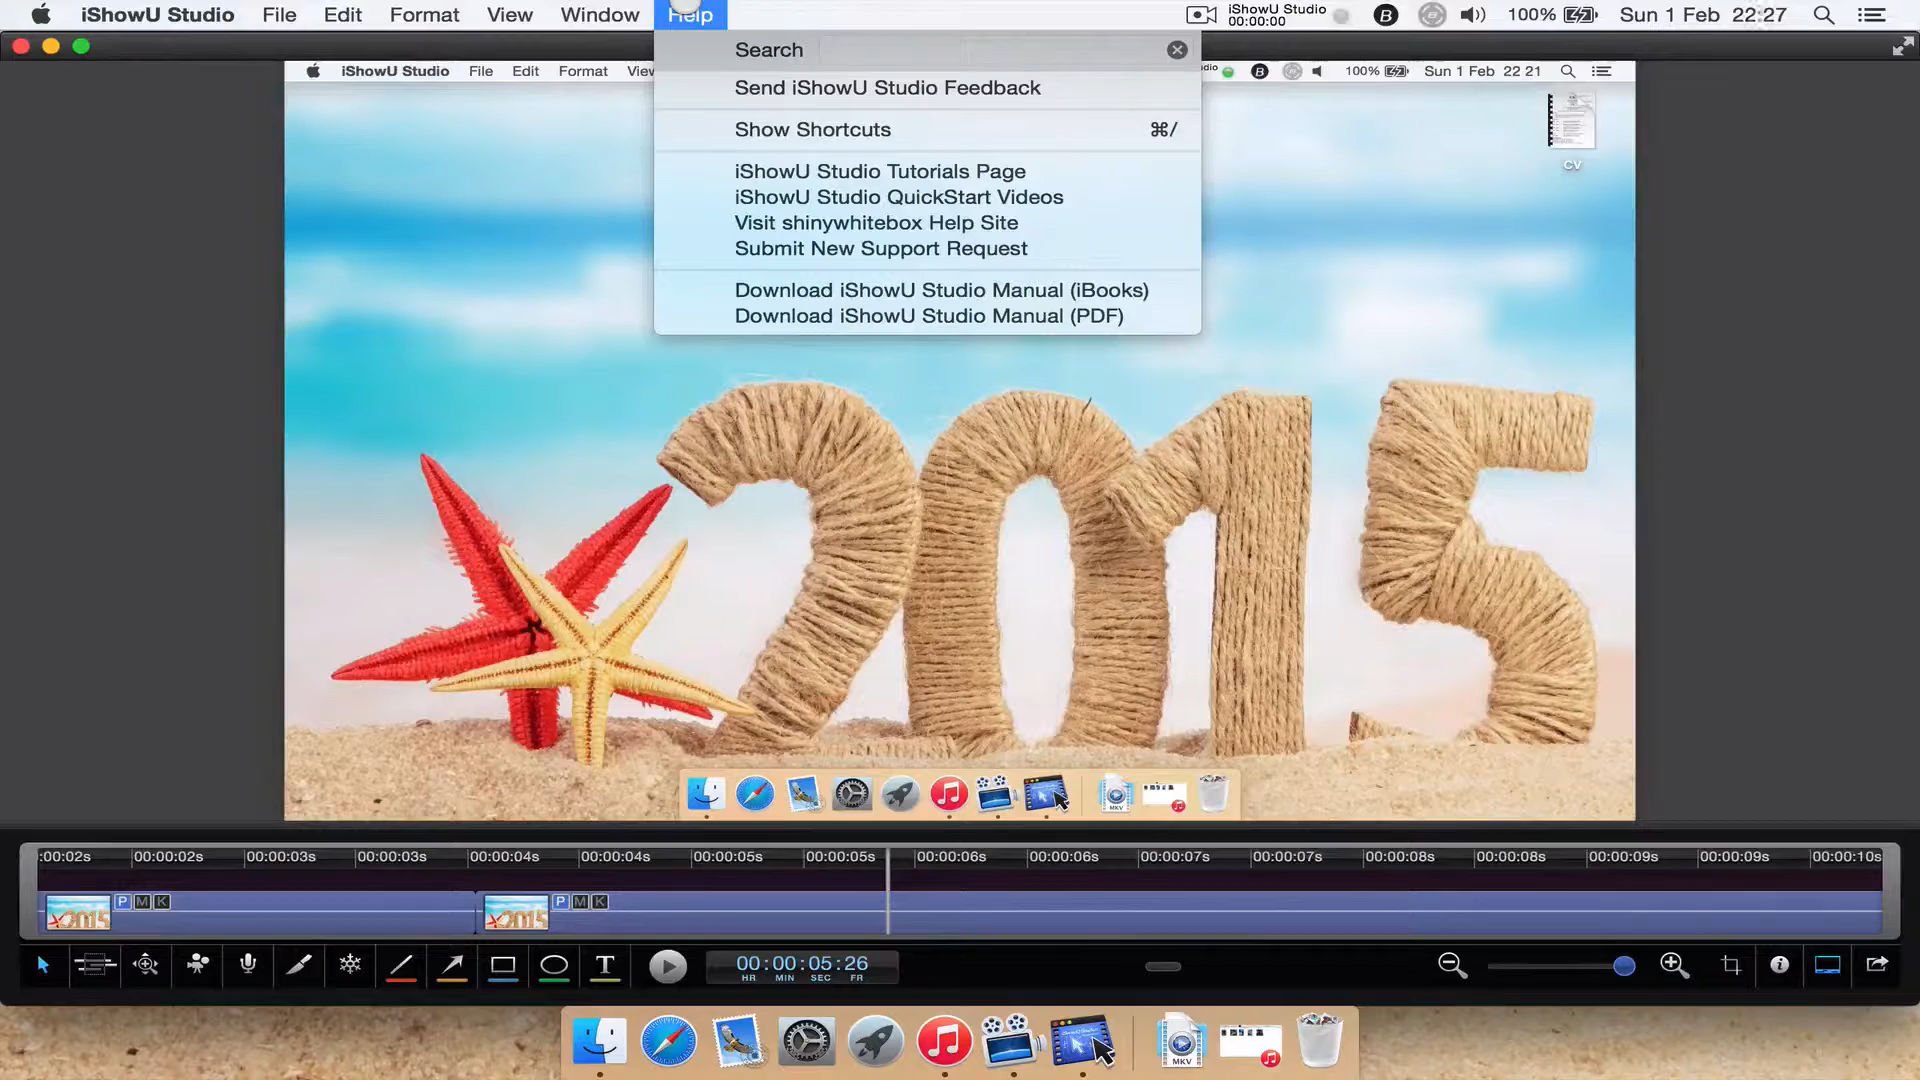 iShowU Studio File Edit Format View Window Help
iShowU Studio
00:00:00
100% Sun 1 Feb 22:27
Search
Send iShowU Studio Feedback
Show Shortcuts ⌘/
iShowU Studio Tutorials Page
iShowU Studio QuickStart Videos
Visit shinywhitebox Help Site
Submit New Support Request
Download iShowU Studio Manual (iBooks)
Download iShowU Studio Manual (PDF)
iShowU Studio File Edit Format
100% Sun 1 Feb 22 21
CV
2015
MKV
:00:02s 00:00:02s 00:00:03s 00:00:03s 00:00:04s 00:00:04s 00:00:05s 00:00:05s 00:00:06s 00:00:06s 00:00:07s 00:00:07s 00:00:08s 00:00:08s 00:00:09s 00:00:09s 00:00:10s
2015 P M K 2015 P M K
T 00:00:05:26
HR MIN SEC FR
MKV